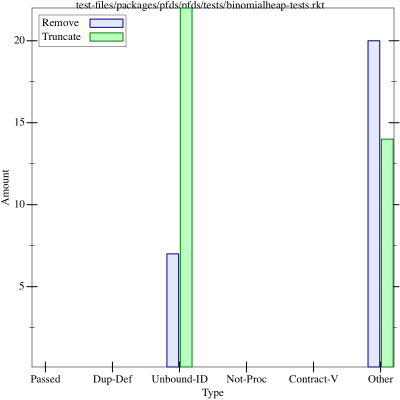 test-files/packages/pfds/pfds/tests/binomialheap-tests.rkt
Remove
Truncate
20
15
10
5
Amount
Passed Dup-Def Unbound-ID Not-Proc Contract-V Other
Type